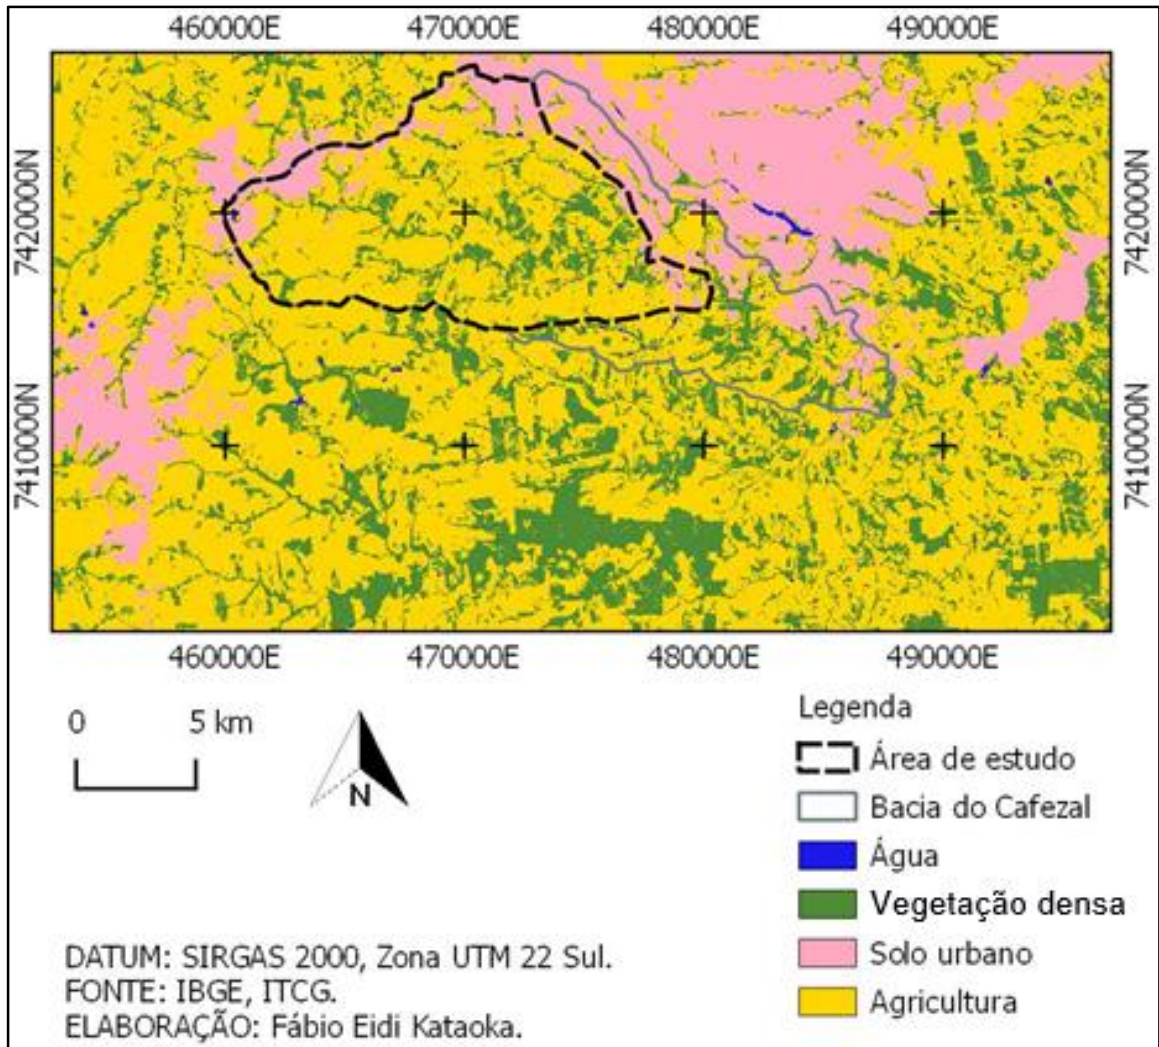 460000E 470000E 480000E 490000E
7420000N
7420000N
7410000N
7410000N
460000E 470000E 480000E 490000E
0 5 km
N
Legenda
Área de estudo
Bacia do Cafezal
Água
Vegetação densa
Solo urbano
Agricultura
DATUM: SIRGAS 2000, Zona UTM 22 Sul.
FONTE: IBGE, ITCG.
ELABORAÇÃO: Fábio Eidi Kataoka.